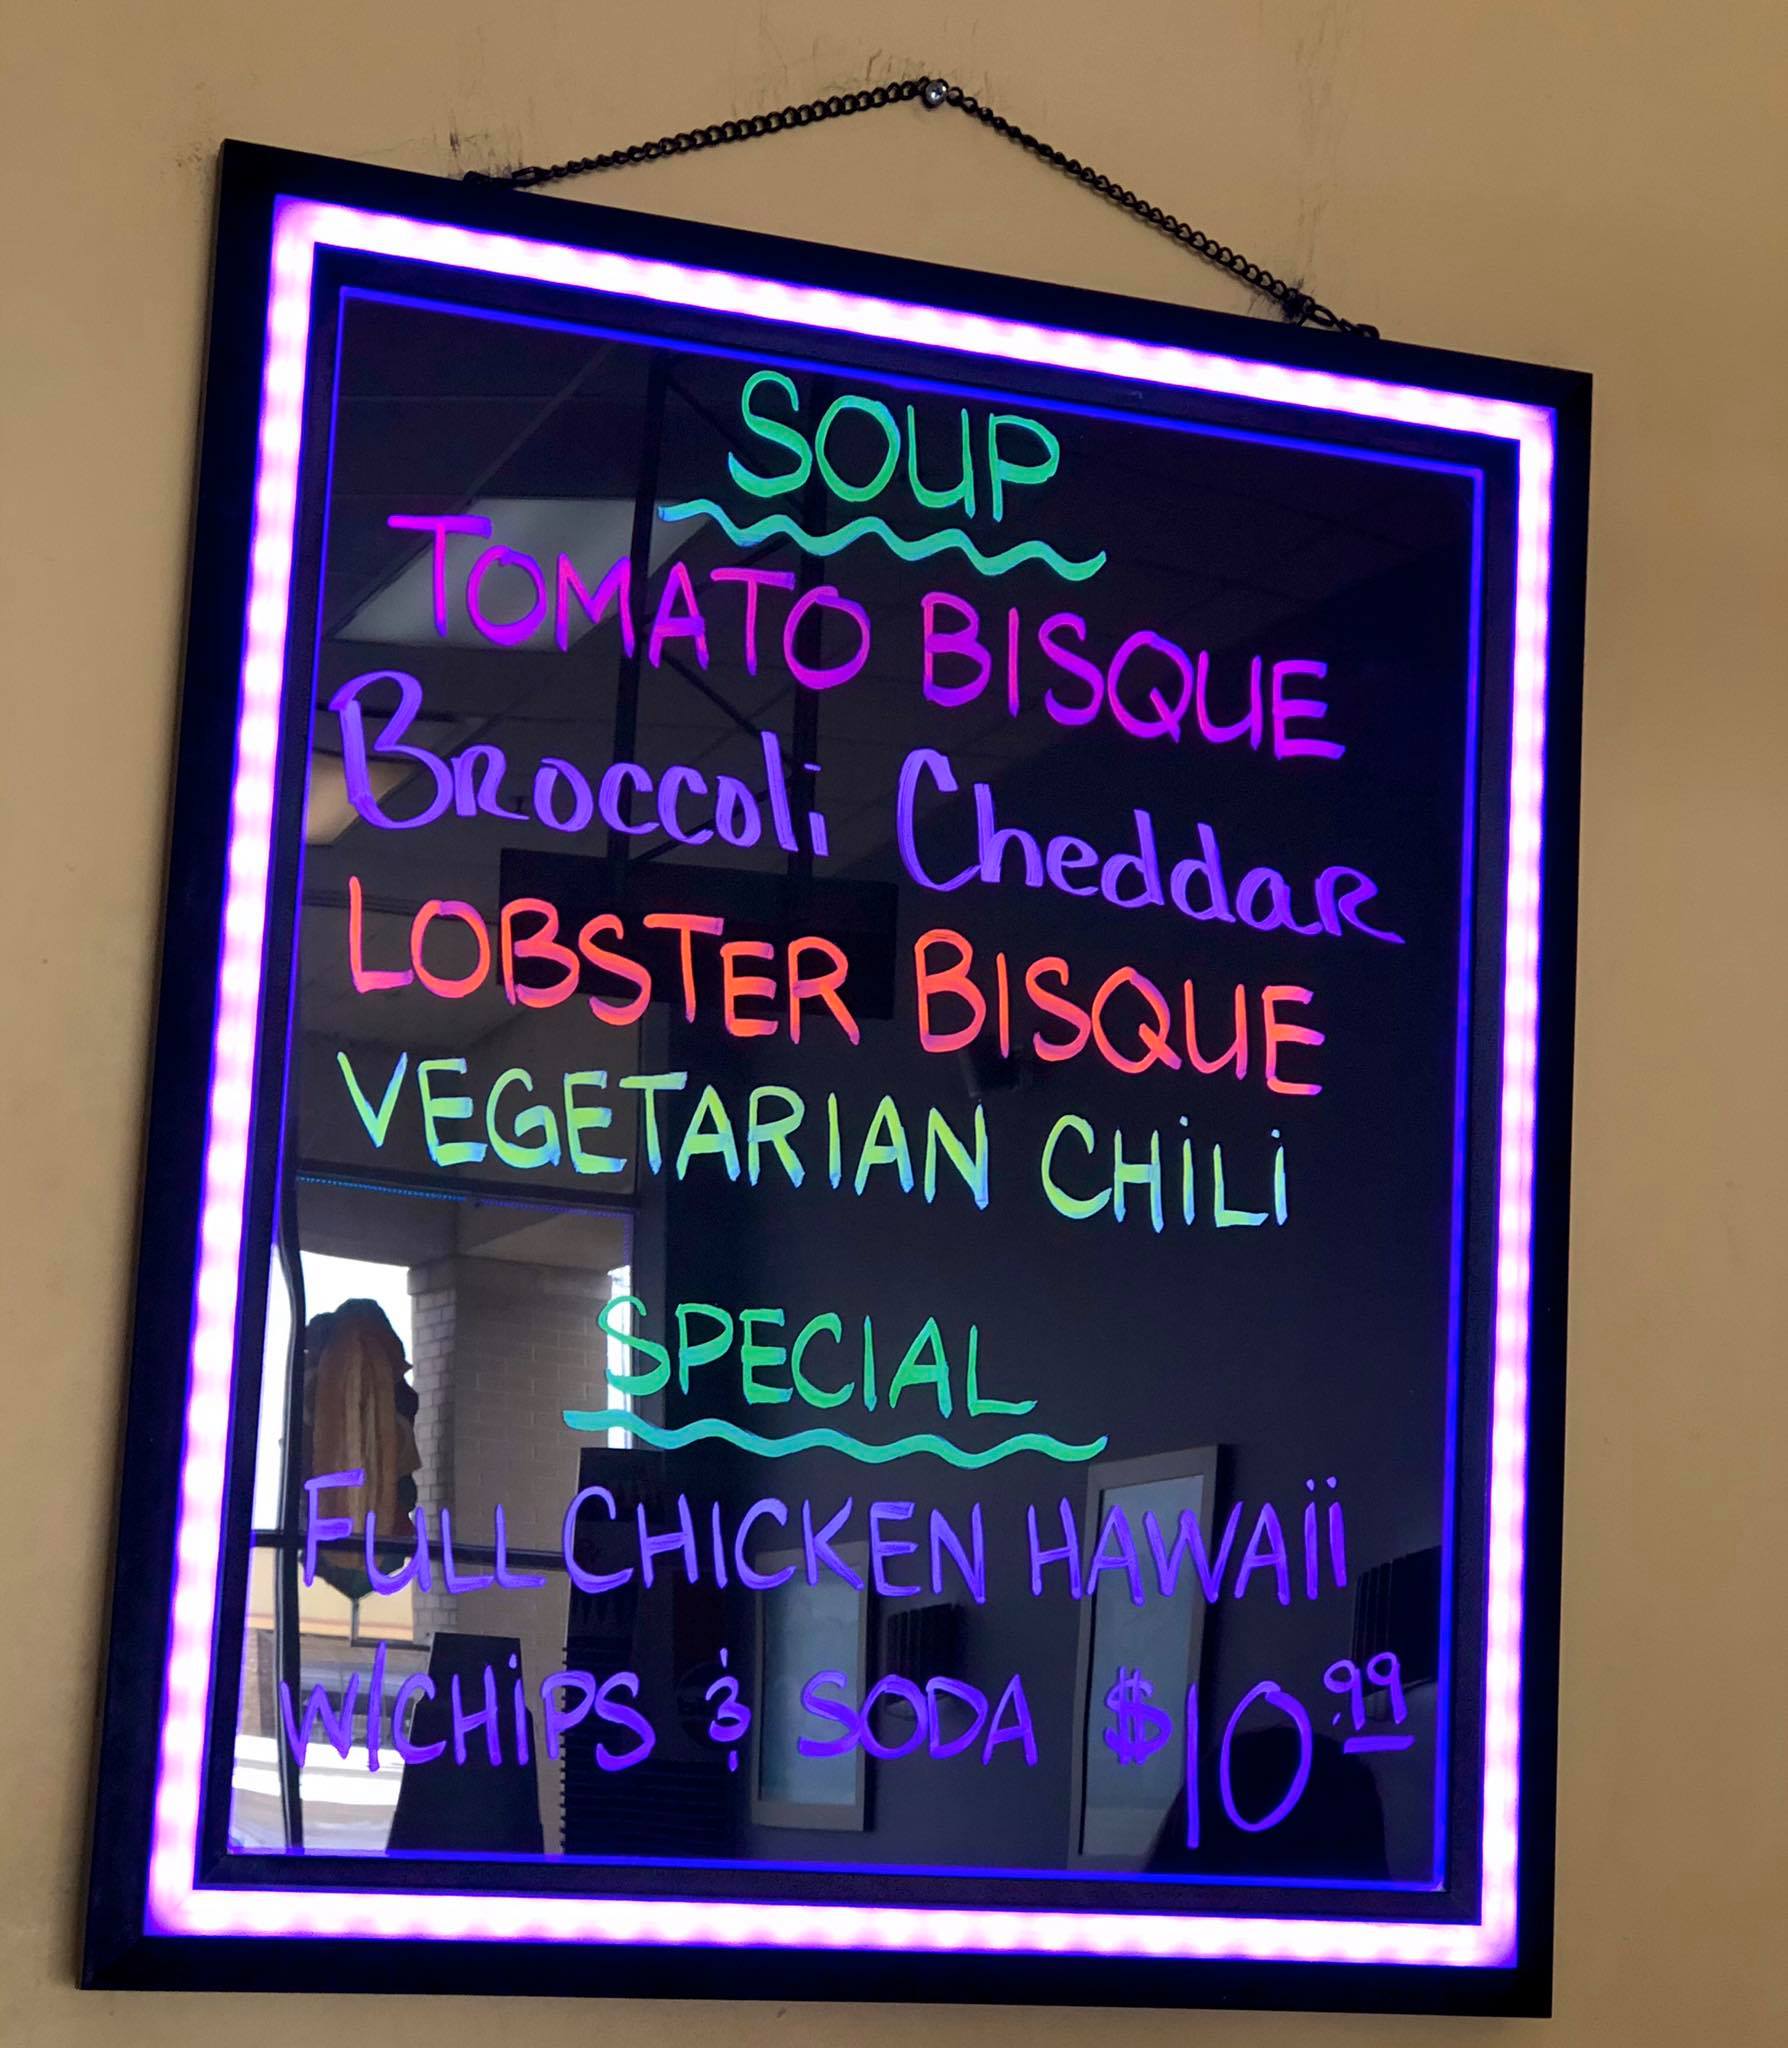 SOUP
TOMATO BISQUE
Broccoli Cheddar
LOBSTER BISQUE
VEGETARIAN CHiLi
SPECIAL
FULL CHICKEN HAWAii
W/CHiPS & SODA $10.99